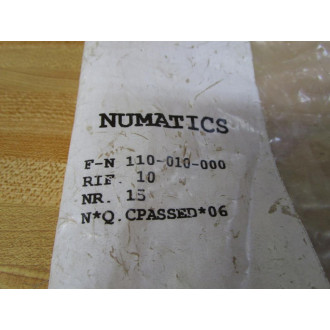 NUMATICS
F-N 110-010-000
RIF. 10
NR. 15
N*Q.CPASSED*06